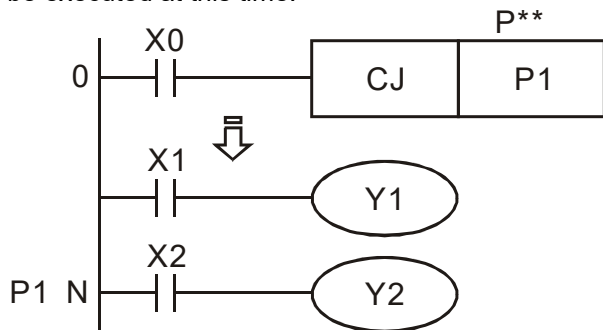 be executed at this time.
P**
X0
0
CJ P1
X1
Y1
X2
P1 N
Y2